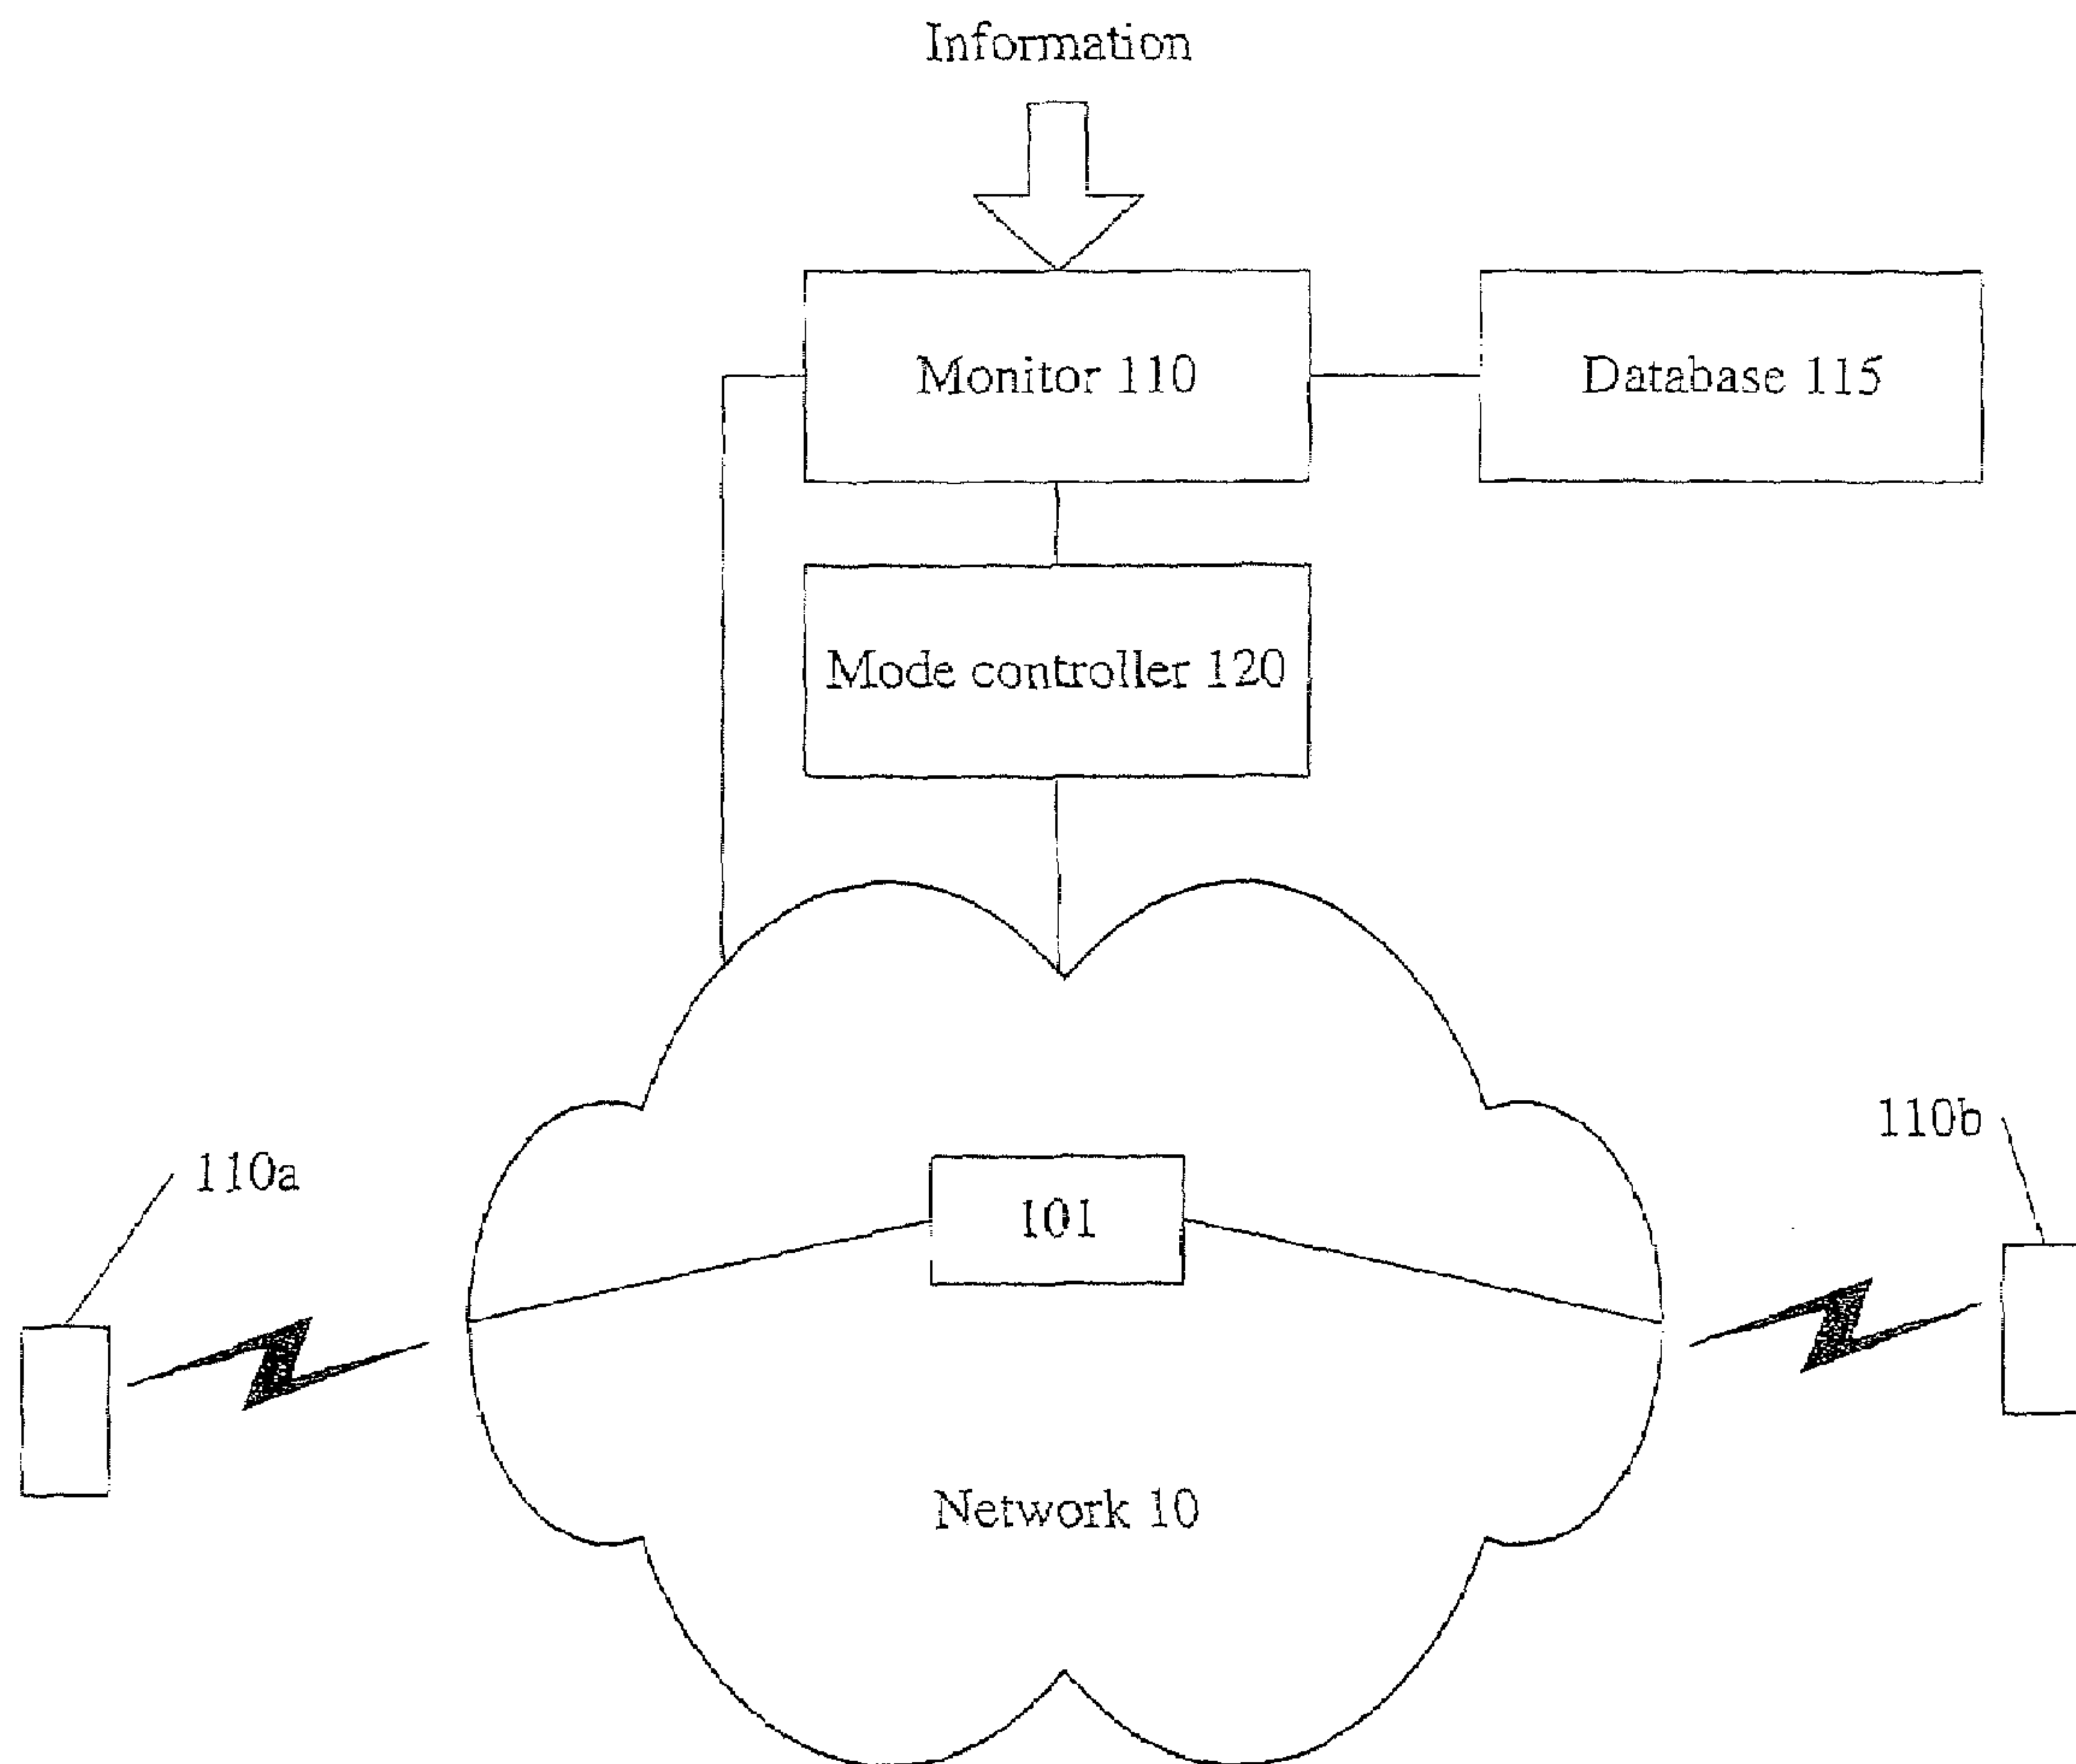 Information
Monitor 110
Database 115
Mode controller 120
110a
110b
101
Network 10